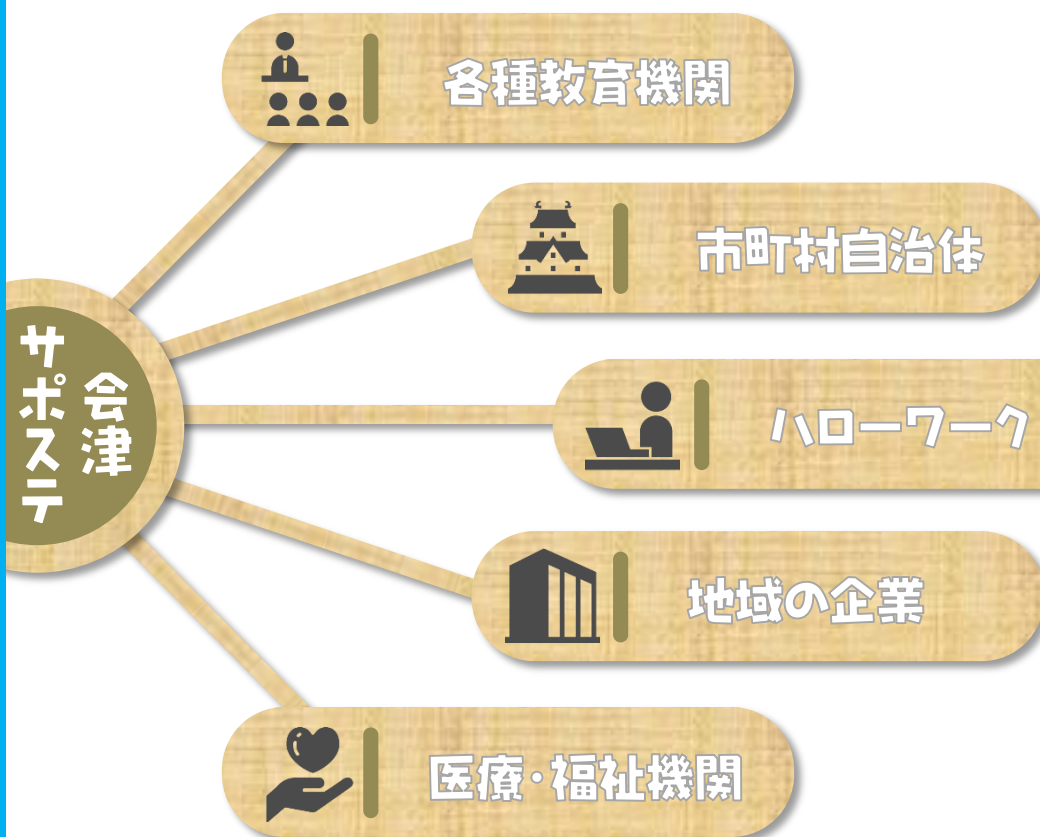 会津
サポステ
各種教育機関
市町村自治体
ハローワーク
地域の企業
医療・福祉機関